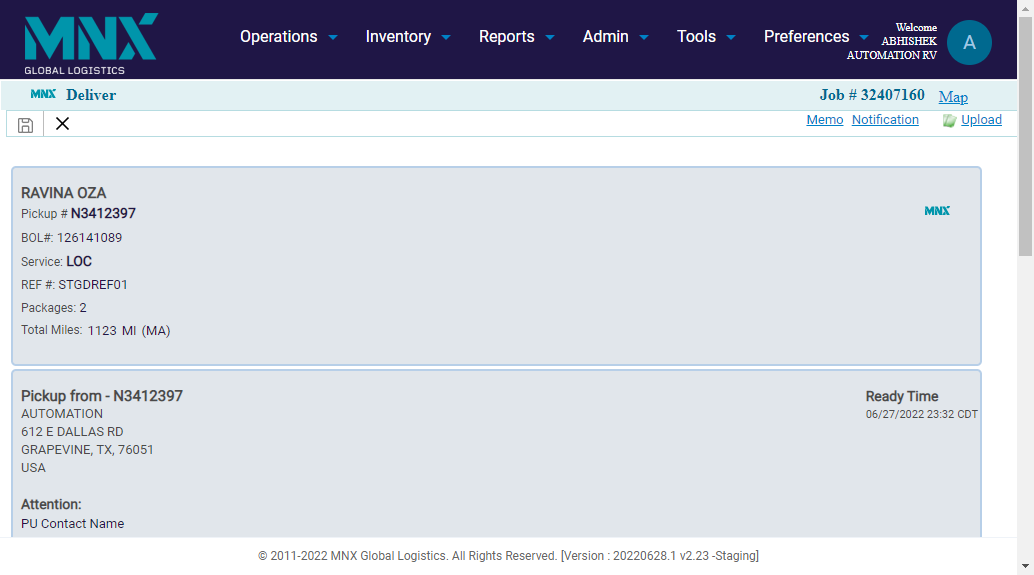 MNX
GLOBAL LOGISTICS
Operations Inventory Reports Admin Tools Preferences
Welcome
ABHISHEK
AUTOMATION RV
A
MNX Deliver Job # 32407160 Map
Memo Notification Upload
RAVINA OZA
Pickup # N3412397
MNX
BOL#: 126141089
Service: LOC
REF #: STGDREF01
Packages: 2
Total Miles: 1123 MI (MA)
Pickup from - N3412397 Ready Time
AUTOMATION 06/27/2022 23:32 CDT
612 E DALLAS RD
GRAPEVINE, TX, 76051
USA
Attention:
PU Contact Name
© 2011-2022 MNX Global Logistics. All Rights Reserved. [Version : 20220628.1 v2.23 -Staging]